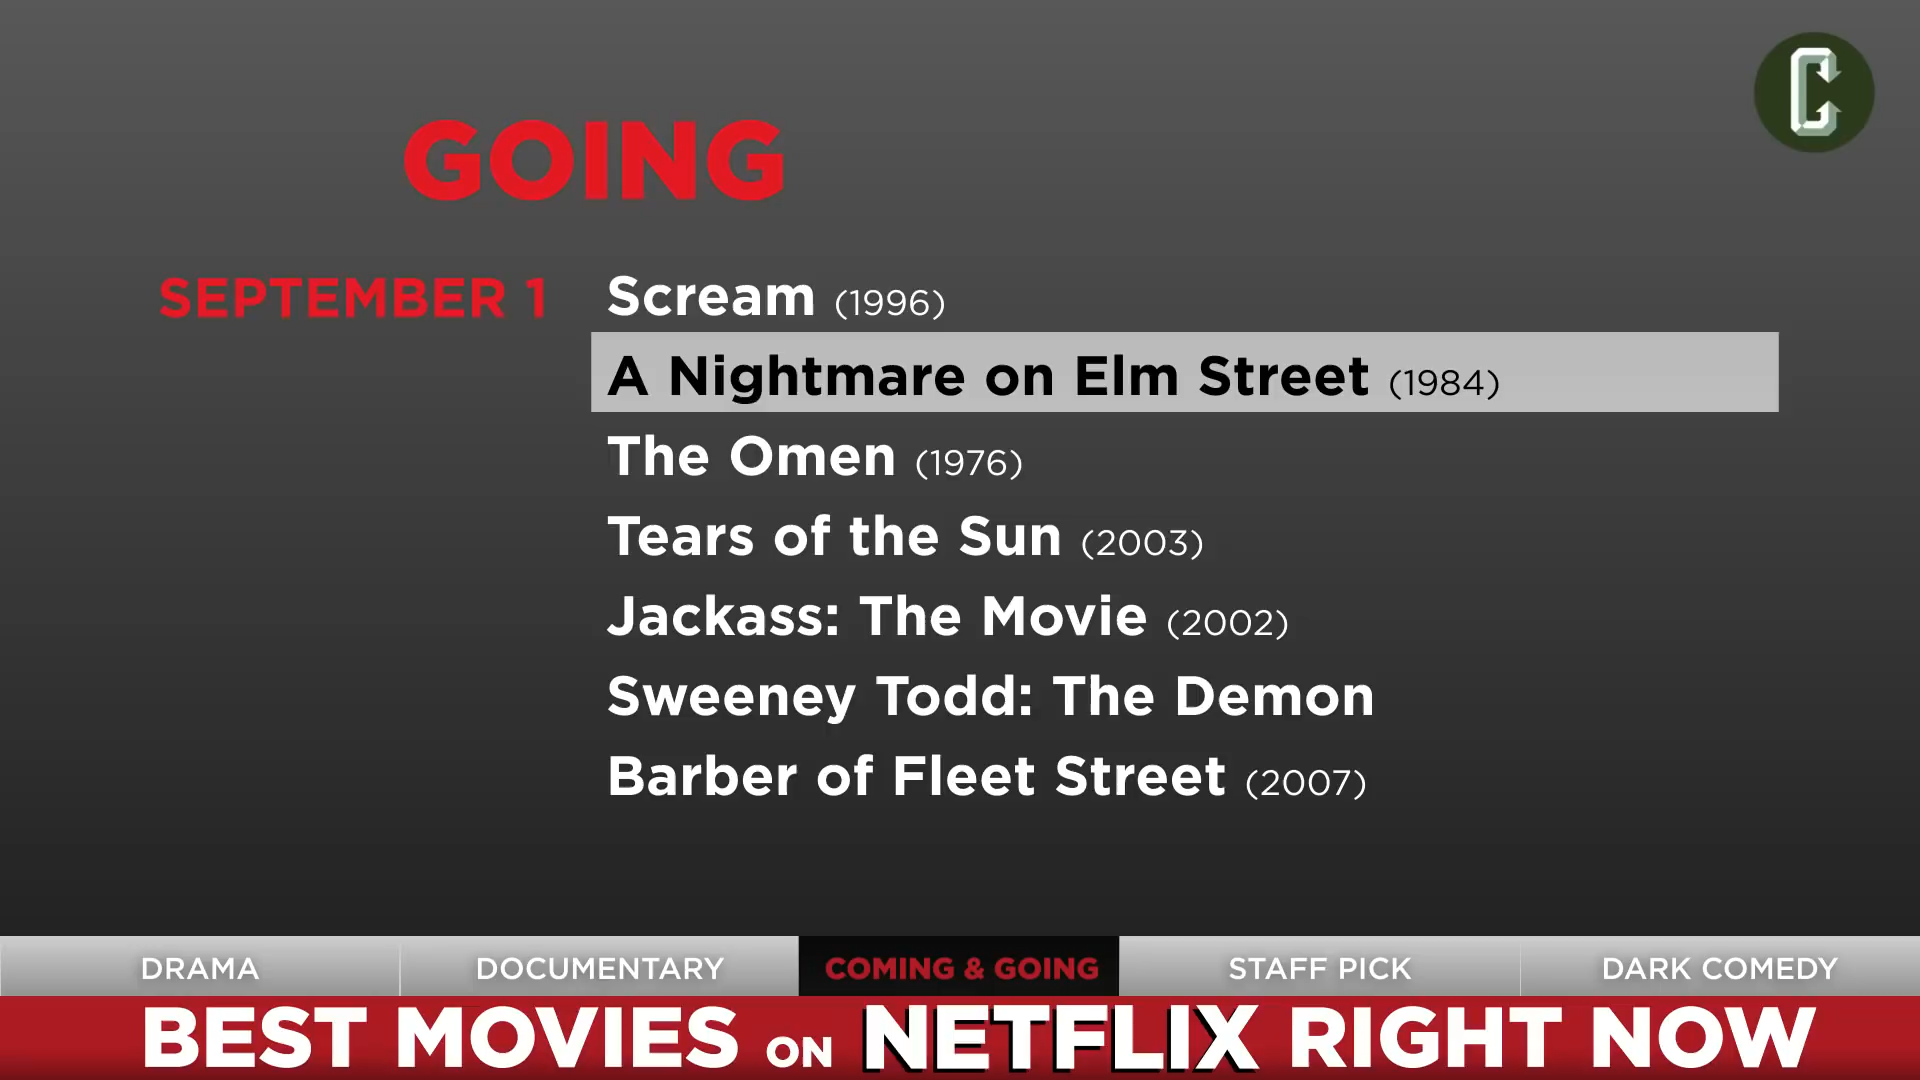 GOING
SEPTEMBER 1
Scream (1996)
A Nightmare on Elm Street (1984)
The Omen (1976)
Tears of the Sun (2003)
Jackass: The Movie (2002)
Sweeney Todd: The Demon
Barber of Fleet Street (2007)
DRAMA
DOCUMENTARY
COMING & GOING
STAFF PICK
DARK COMEDY
BEST MOVIES ON NETFLIX RIGHT NOW